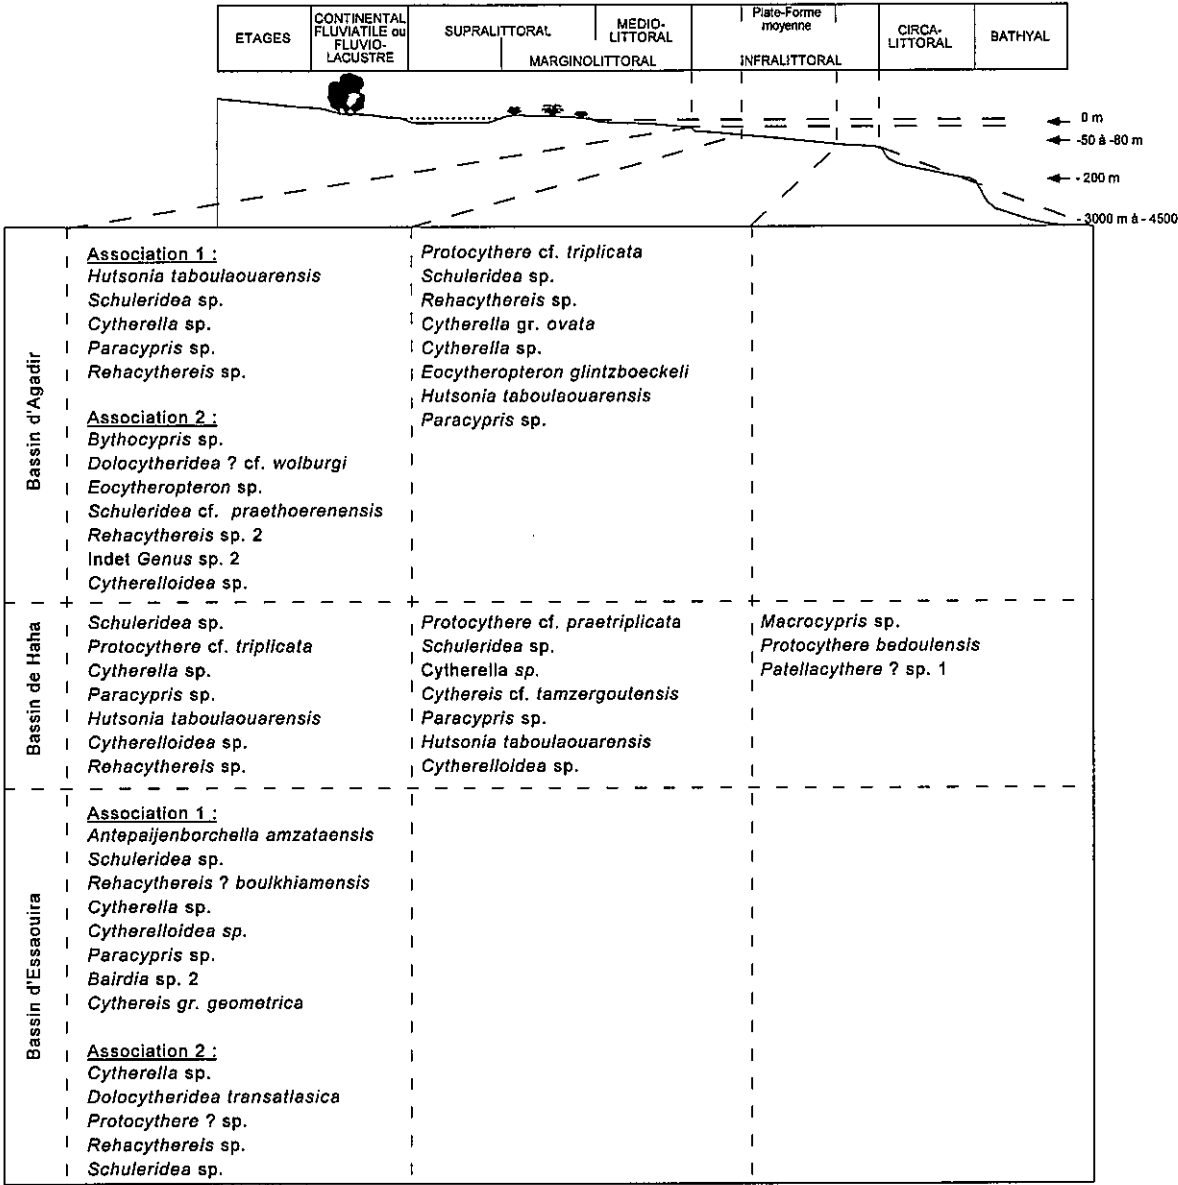 ETAGES
CONTINENTAL
FLUVIATILE ou
FLUVIO-
LACUSTRE
SUPRALITTORAL
MEDIO-
LITTORAL
MARGINOLITTORAL
Plate-Forme
moyenne
INFRALITTORAL
CIRCA-
LITTORAL
BATHYAL
0 m
-50 à -80 m
- 200 m
- 3000 m à - 4500
Bassin d'Agadir
Association 1 :
Hutsonia taboulaouarensis
Schuleridea sp.
Cytherella sp.
Paracypris sp.
Rehacythereis sp.
Association 2 :
Bythocypris sp.
Dolocytheridea ? cf. wolburgi
Eocytheropteron sp.
Schuleridea cf. praethoerenensis
Rehacythereis sp. 2
Indet Genus sp. 2
Cytherelloidea sp.
Protocythere cf. triplicata
Schuleridea sp.
Rehacythereis sp.
Cytherella gr. ovata
Cytherella sp.
Eocytheropteron glintzboeckeli
Hutsonia taboulaouarensis
Paracypris sp.
Bassin de Haha
Schuleridea sp.
Protocythere cf. triplicata
Cytherella sp.
Paracypris sp.
Hutsonia taboulaouarensis
Cytherelloidea sp.
Rehacythereis sp.
Protocythere cf. praetriplicata
Schuleridea sp.
Cytherella sp.
Cythereis cf. tamzergoutensis
Paracypris sp.
Hutsonia taboulaouarensis
Cytherelloidea sp.
Macrocypris sp.
Protocythere bedoulensis
Patellacythere ? sp. 1
Bassin d'Essaouira
Association 1 :
Antepaijenborchella amzataensis
Schuleridea sp.
Rehacythereis ? boulkhiamensis
Cytherella sp.
Cytherelloidea sp.
Paracypris sp.
Bairdia sp. 2
Cythereis gr. geometrica
Association 2 :
Cytherella sp.
Dolocytheridea transatlasica
Protocythere ? sp.
Rehacythereis sp.
Schuleridea sp.